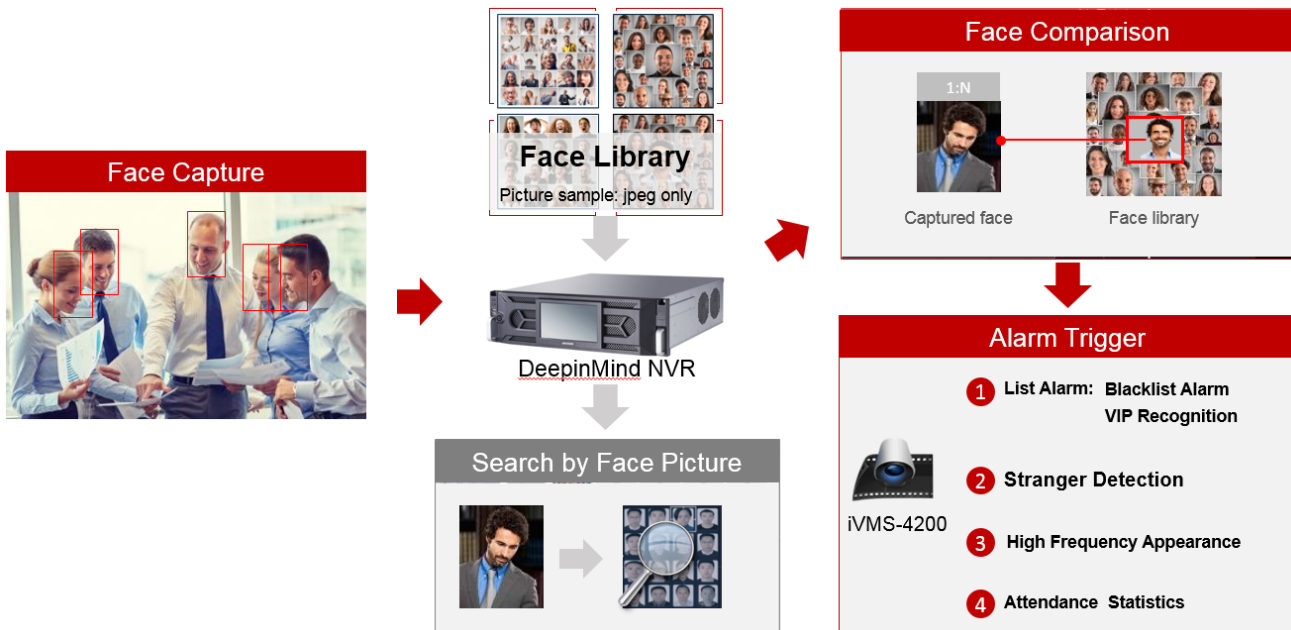 Face Capture
Face Library
Picture sample: jpeg only
DeepinMind NVR
Search by Face Picture
Face Comparison
1:N
Captured face
Face library
Alarm Trigger
iVMS-4200
1 List Alarm: Blacklist Alarm
VIP Recognition
2 Stranger Detection
3 High Frequency Appearance
4 Attendance Statistics